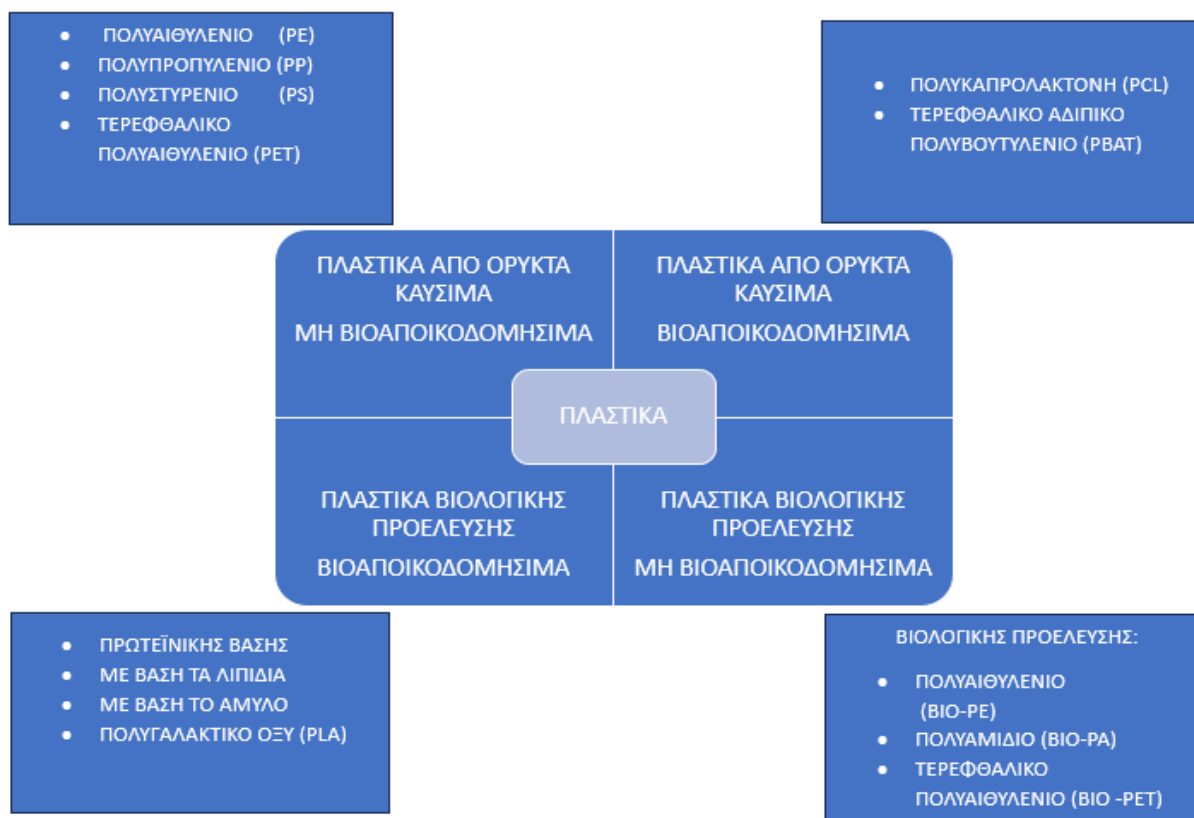 ● ΠΟΛΥΑΙΘΥΛΕΝΙΟ (PE)
● ΠΟΛΥΠΡΟΠΥΛΕΝΙΟ (PP)
● ΠΟΛΥΣΤΥΡΕΝΙΟ (PS)
● ΤΕΡΕΦΘΑΛΙΚΟ
ΠΟΛΥΑΙΘΥΛΕΝΙΟ (PET)
● ΠΟΛΥΚΑΠΡΟΛΑΚΤΟΝΗ (PCL)
● ΤΕΡΕΦΘΑΛΙΚΟ ΑΔΙΠΙΚΟ
ΠΟΛΥΒΟΥΤΥΛΕΝΙΟ (PBAT)
ΠΛΑΣΤΙΚΑ ΑΠΟ ΟΡΥΚΤΑ
ΚΑΥΣΙΜΑ
ΜΗ ΒΙΟΑΠΟΙΚΟΔΟΜΗΣΙΜΑ
ΠΛΑΣΤΙΚΑ ΑΠΟ ΟΡΥΚΤΑ
ΚΑΥΣΙΜΑ
ΒΙΟΑΠΟΙΚΟΔΟΜΗΣΙΜΑ
ΠΛΑΣΤΙΚΑ
ΠΛΑΣΤΙΚΑ ΒΙΟΛΟΓΙΚΗΣ
ΠΡΟΕΛΕΥΣΗΣ
ΒΙΟΑΠΟΙΚΟΔΟΜΗΣΙΜΑ
ΠΛΑΣΤΙΚΑ ΒΙΟΛΟΓΙΚΗΣ
ΠΡΟΕΛΕΥΣΗΣ
ΜΗ ΒΙΟΑΠΟΙΚΟΔΟΜΗΣΙΜΑ
● ΠΡΩΤΕΪΝΙΚΗΣ ΒΑΣΗΣ
● ΜΕ ΒΑΣΗ ΤΑ ΛΙΠΙΔΙΑ
● ΜΕ ΒΑΣΗ ΤΟ ΑΜΥΛΟ
● ΠΟΛΥΓΑΛΑΚΤΙΚΟ ΟΞΥ (PLA)
ΒΙΟΛΟΓΙΚΗΣ ΠΡΟΕΛΕΥΣΗΣ:
● ΠΟΛΥΑΙΘΥΛΕΝΙΟ
(BIO-PE)
● ΠΟΛΥΑΜΙΔΙΟ (BIO-PA)
● ΤΕΡΕΦΘΑΛΙΚΟ
ΠΟΛΥΑΙΘΥΛΕΝΙΟ (BIO -PET)